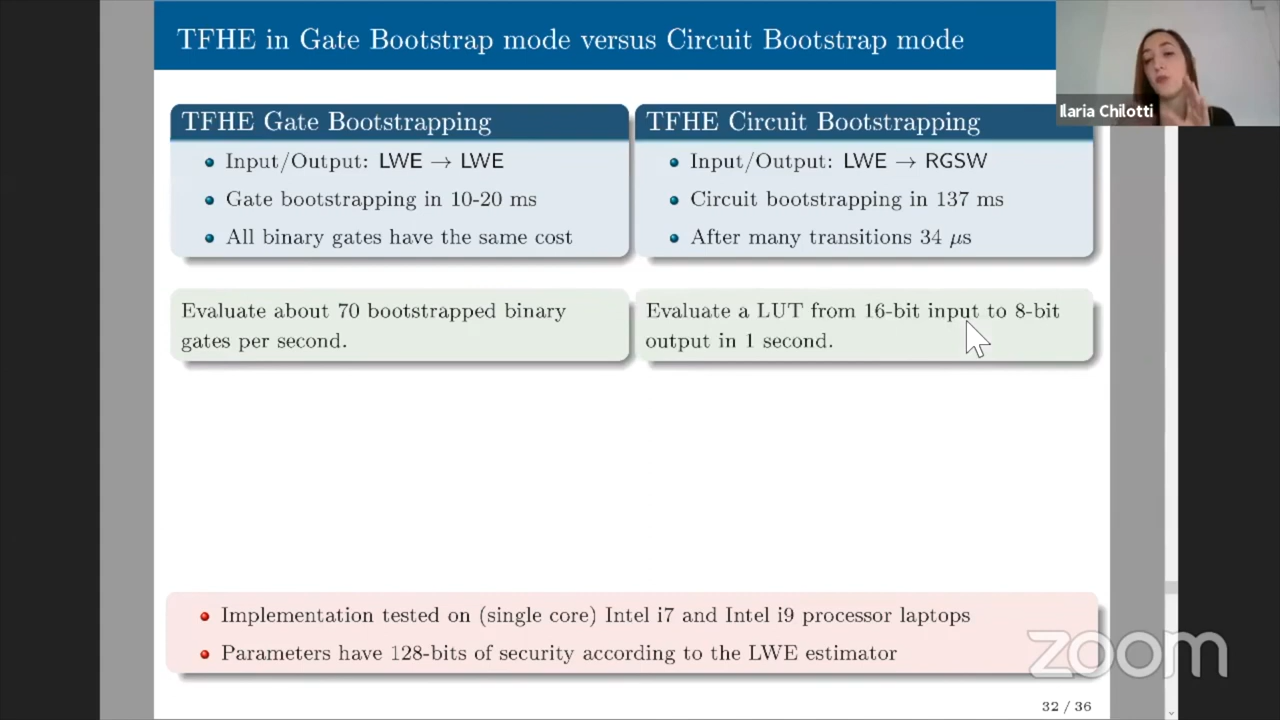 TFHE in Gate Bootstrap mode versus Circuit Bootstrap mode
Ilaria Chilotti
TFHE Gate Bootstrapping
Input/Output: LWE → LWE
Gate bootstrapping in 10-20 ms
All binary gates have the same cost
TFHE Circuit Bootstrapping
Input/Output: LWE → RGSW
Circuit bootstrapping in 137 ms
After many transitions 34 μs
Evaluate about 70 bootstrapped binary
gates per second.
Evaluate a LUT from 16-bit input to 8-bit
output in 1 second.
Implementation tested on (single core) Intel i7 and Intel i9 processor laptops
Parameters have 128-bits of security according to the LWE estimator
zoom
32 / 36